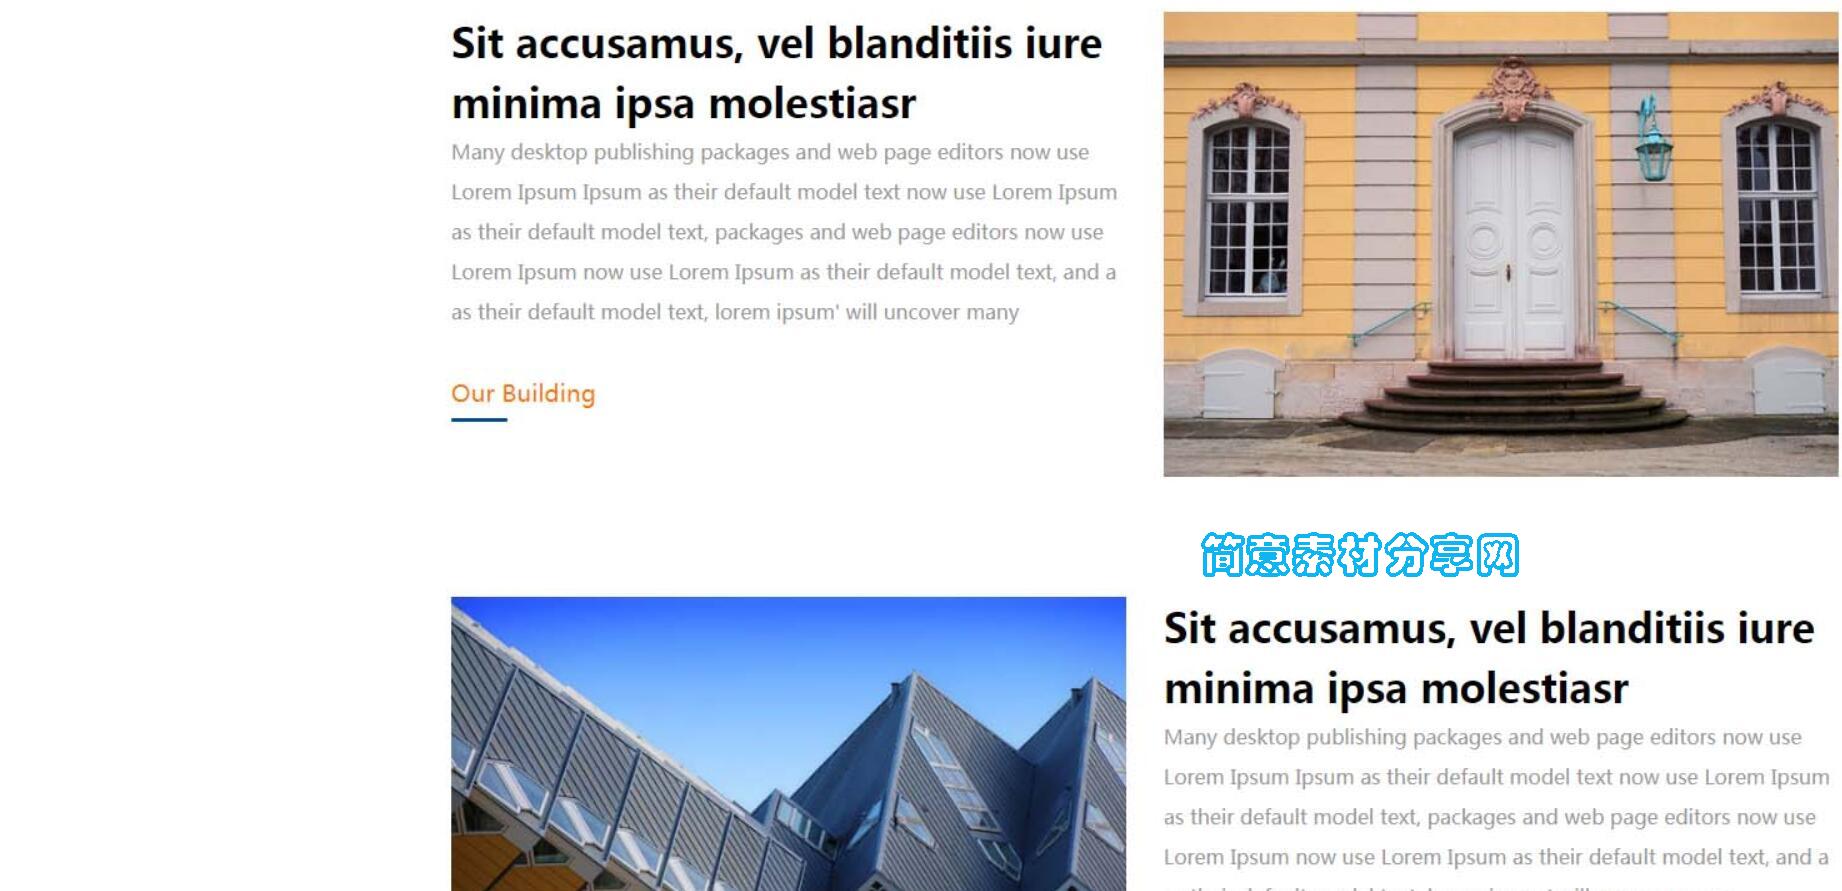 Sit accusamus, vel blanditiis iure
minima ipsa molestiasr
Many desktop publishing packages and web page editors now use
Lorem Ipsum Ipsum as their default model text now use Lorem Ipsum
as their default model text, packages and web page editors now use
Lorem Ipsum now use Lorem Ipsum as their default model text, and a
as their default model text, lorem ipsum' will uncover many
Our Building
简意素材分享网
Sit accusamus, vel blanditiis iure
minima ipsa molestiasr
Many desktop publishing packages and web page editors now use
Lorem Ipsum Ipsum as their default model text now use Lorem Ipsum
as their default model text, packages and web page editors now use
Lorem Ipsum now use Lorem Ipsum as their default model text, and a